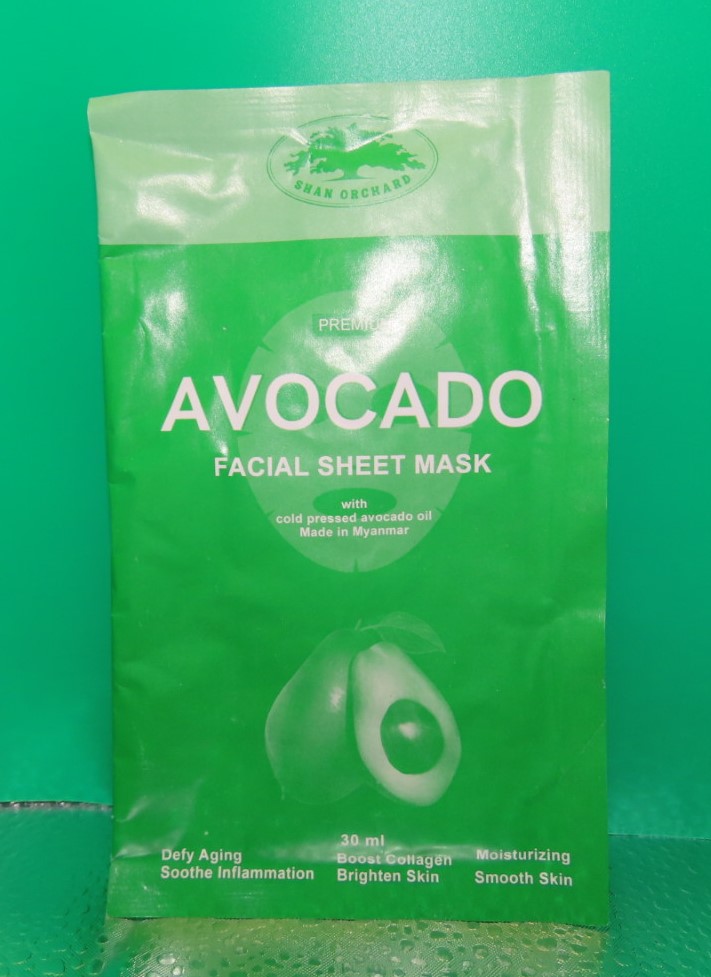 SHAN ORCHARD
AVOCADO
FACIAL SHEET MASK
with
cold pressed avocado oil
Made in Myanmar
30 ml
Defy Aging Boost Collagen Moisturizing
Soothe Inflammation Brighten Skin Smooth Skin